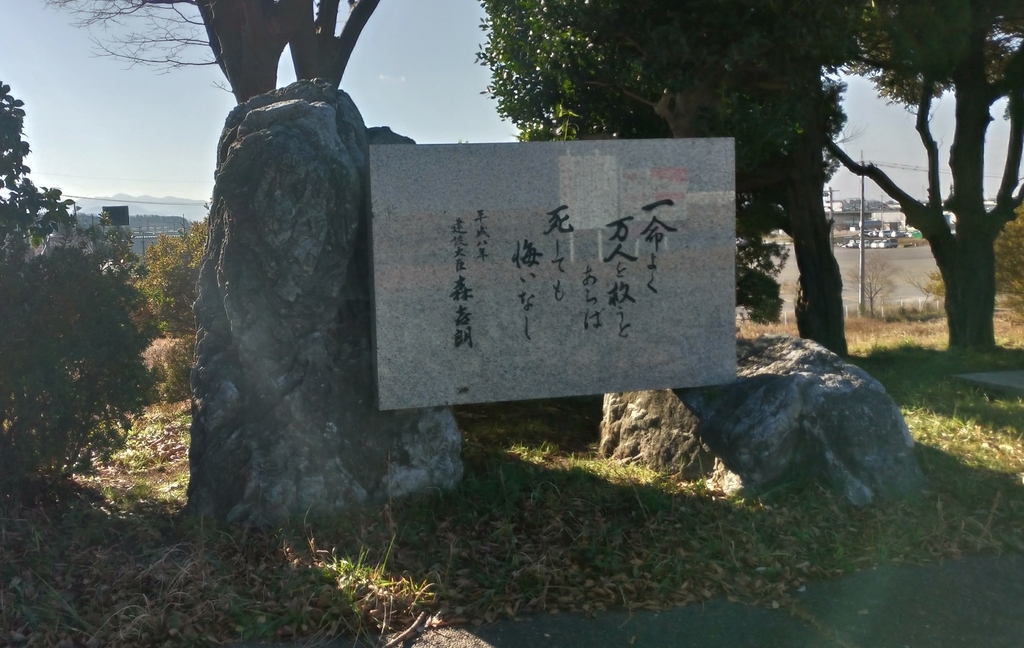 一命よく
万人を救うと
あらば
死しても
悔いなし
平成八年
建設大臣 森喜朗